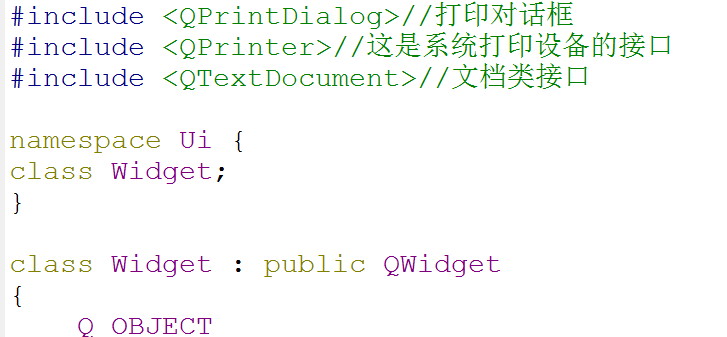 #include <QPrintDialog>//打印对话框
#include <QPrinter>//这是系统打印设备的接口
#include <QTextDocument>//文档类接口
namespace Ui {
class Widget;
}
class Widget : public QWidget
{
Q_OBJECT